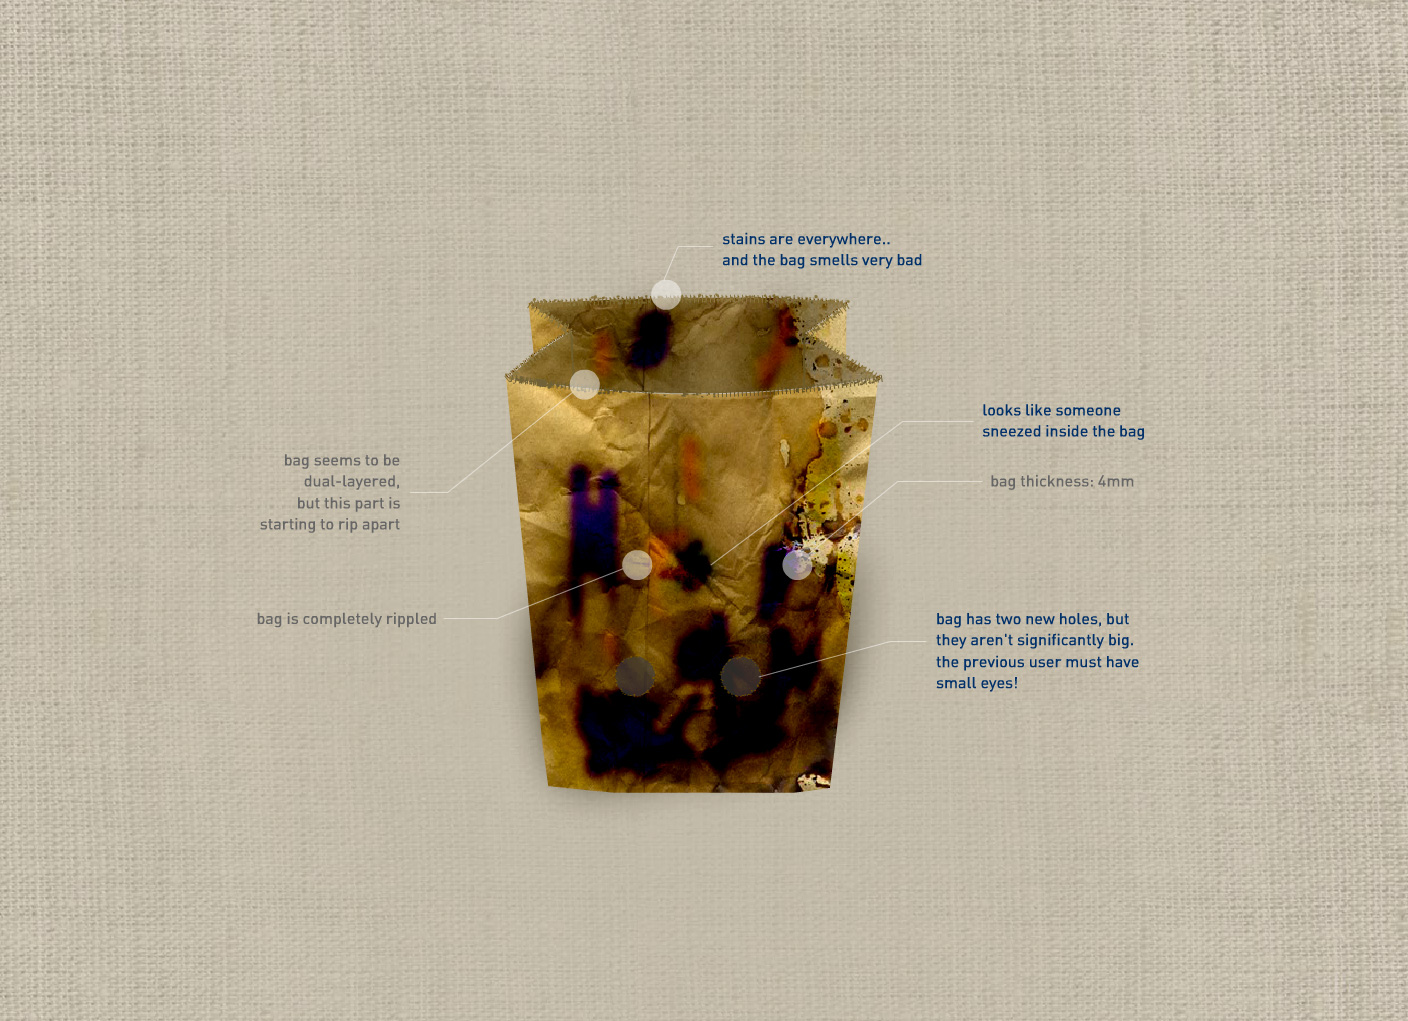 stains are everywhere..
and the bag smells very bad
looks like someone
sneezed inside the bag
bag seems to be
dual-layered,
but this part is
starting to rip apart
bag thickness: 4mm
bag is completely rippled
bag has two new holes, but
they aren't significantly big.
the previous user must have
small eyes!